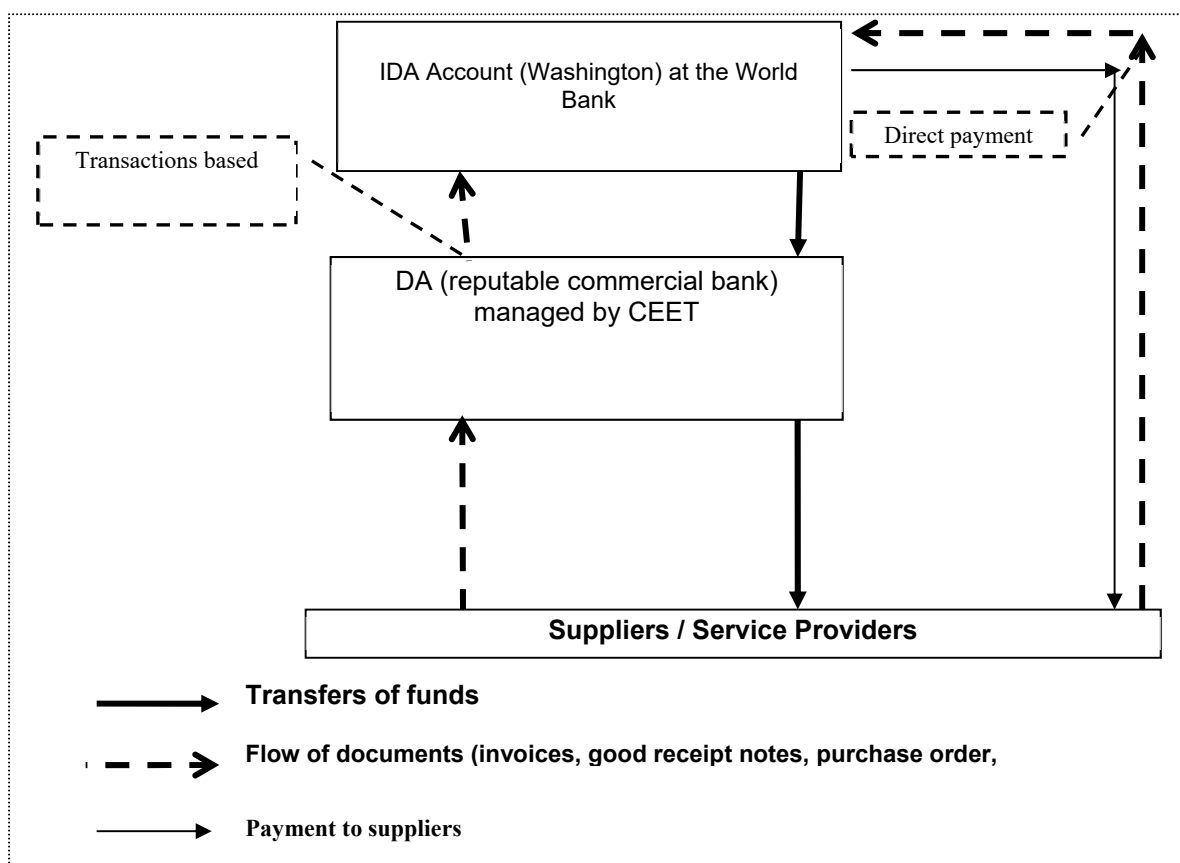 IDA Account (Washington) at the World
Bank
Direct payment
Transactions based
DA (reputable commercial bank)
managed by CEET
Suppliers / Service Providers
Transfers of funds
Flow of documents (invoices, good receipt notes, purchase order,
Payment to suppliers